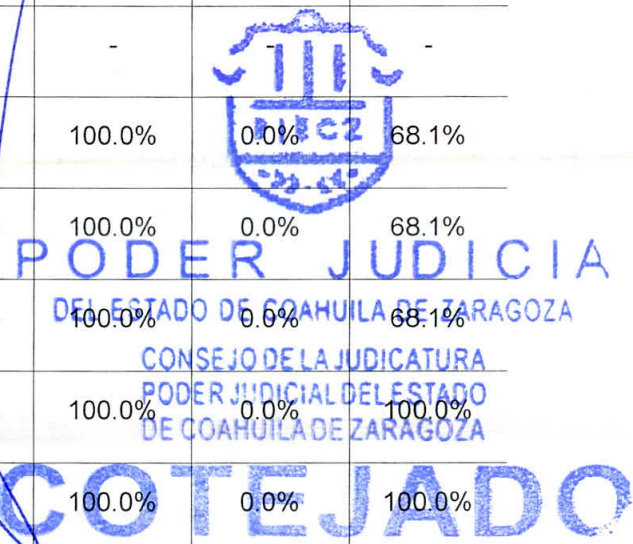 - - -
100.0% 0.0% 68.1%
100.0% 0.0% 68.1%
PODER JUDICIA
100.0% 0.0% 68.1%
DEL ESTADO DE COAHUILA DE ZARAGOZA
CONSEJO DE LA JUDICATURA
PODER JUDICIAL DEL ESTADO
100.0% 0.0% 100.0%
DE COAHUILA DE ZARAGOZA
100.0% 0.0% 100.0%
COTEJADO